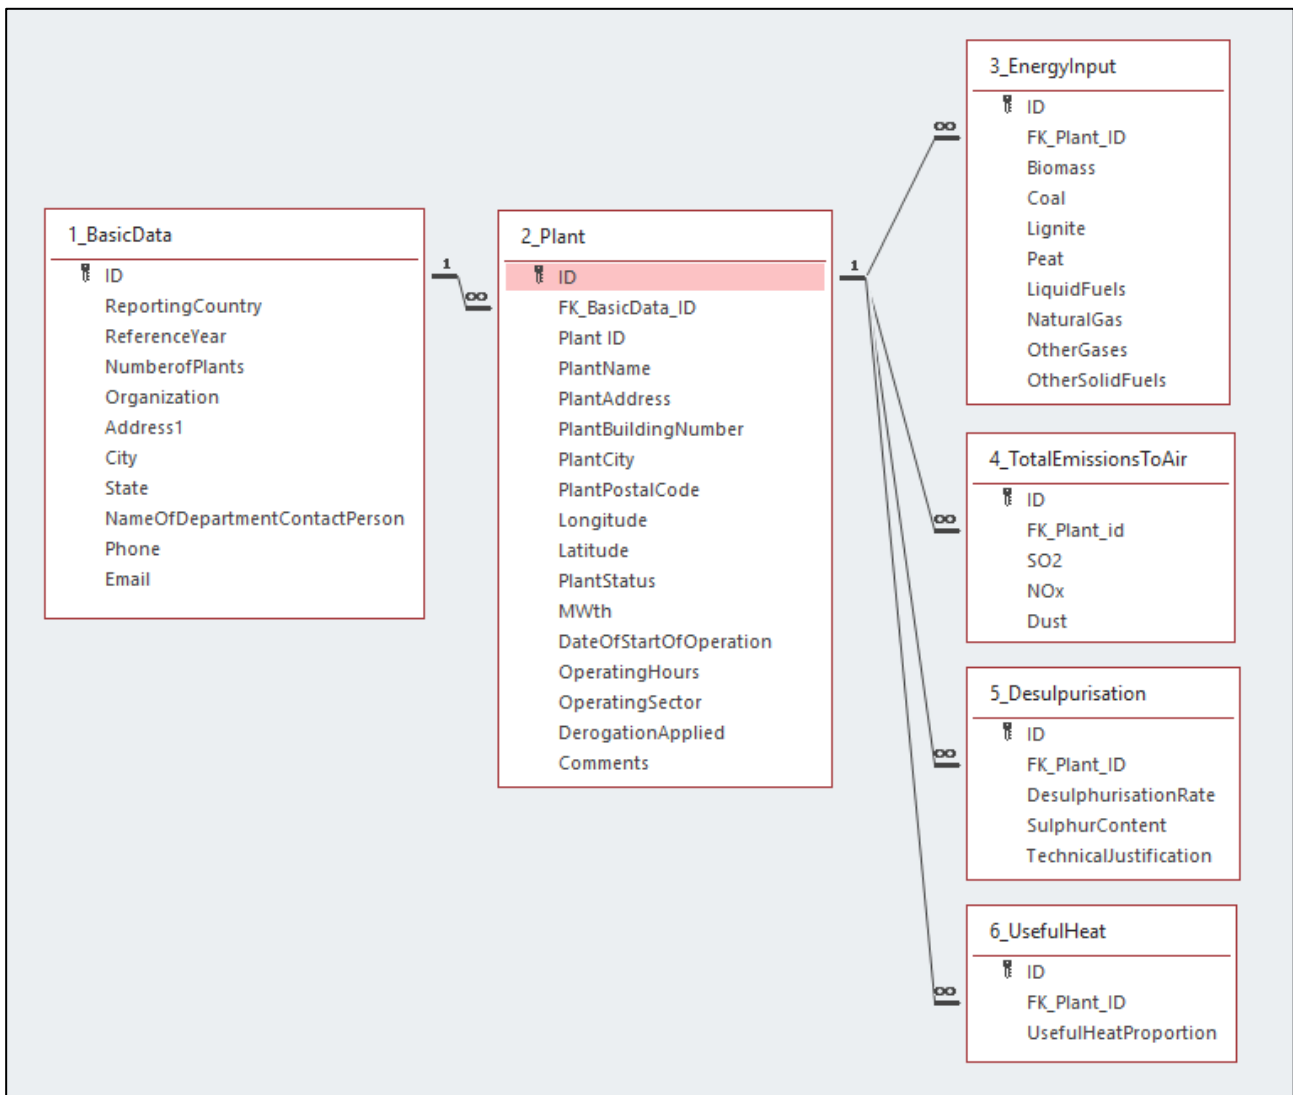 1_BasicData
ID
ReportingCountry
ReferenceYear
NumberofPlants
Organization
Address1
City
State
NameOfDepartmentContactPerson
Phone
Email
1
∞
2_Plant
ID
FK_BasicData_ID
Plant ID
PlantName
PlantAddress
PlantBuildingNumber
PlantCity
PlantPostalCode
Longitude
Latitude
PlantStatus
MWth
DateOfStartOfOperation
OperatingHours
OperatingSector
DerogationApplied
Comments
1
∞
3_EnergyInput
ID
FK_Plant_ID
Biomass
Coal
Lignite
Peat
LiquidFuels
NaturalGas
OtherGases
OtherSolidFuels
∞
4_TotalEmissionsToAir
ID
FK_Plant_id
SO2
NOx
Dust
∞
5_Desulpurisation
ID
FK_Plant_ID
DesulphurisationRate
SulphurContent
TechnicalJustification
∞
6_UsefulHeat
ID
FK_Plant_ID
UsefulHeatProportion